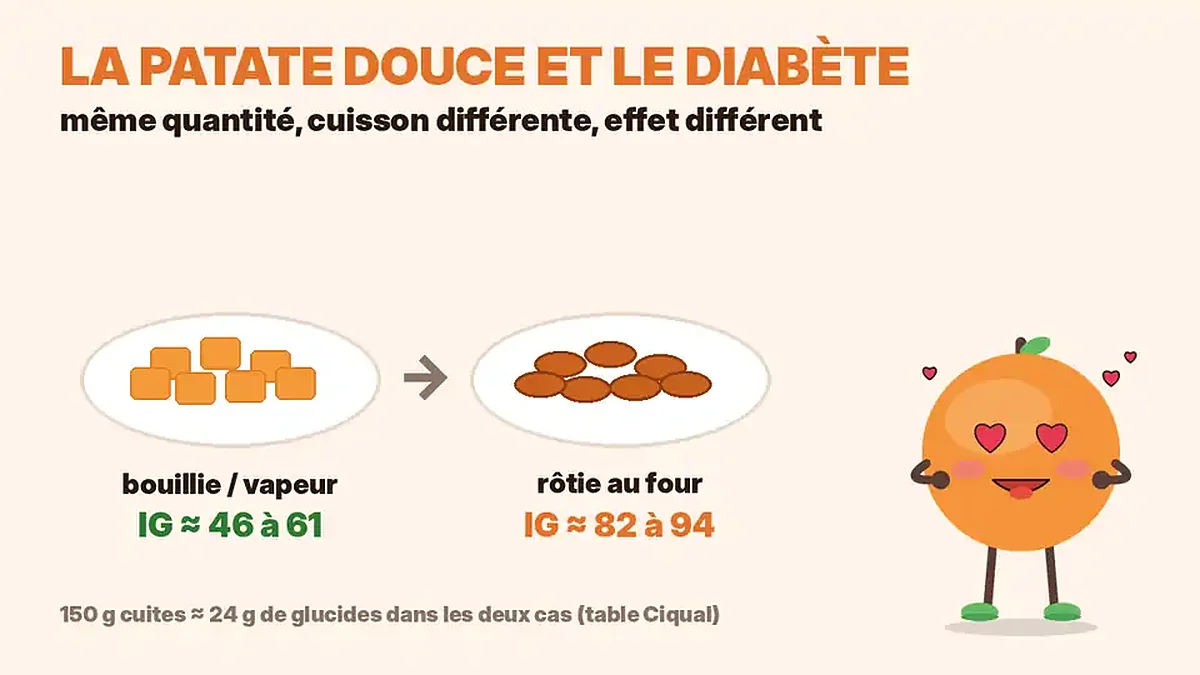 LA PATATE DOUCE ET LE DIABÈTE
même quantité, cuisson différente, effet différent
bouillie / vapeur
IG ≈ 46 à 61
rôtie au four
IG ≈ 82 à 94
150 g cuites ≈ 24 g de glucides dans les deux cas (table Ciqual)